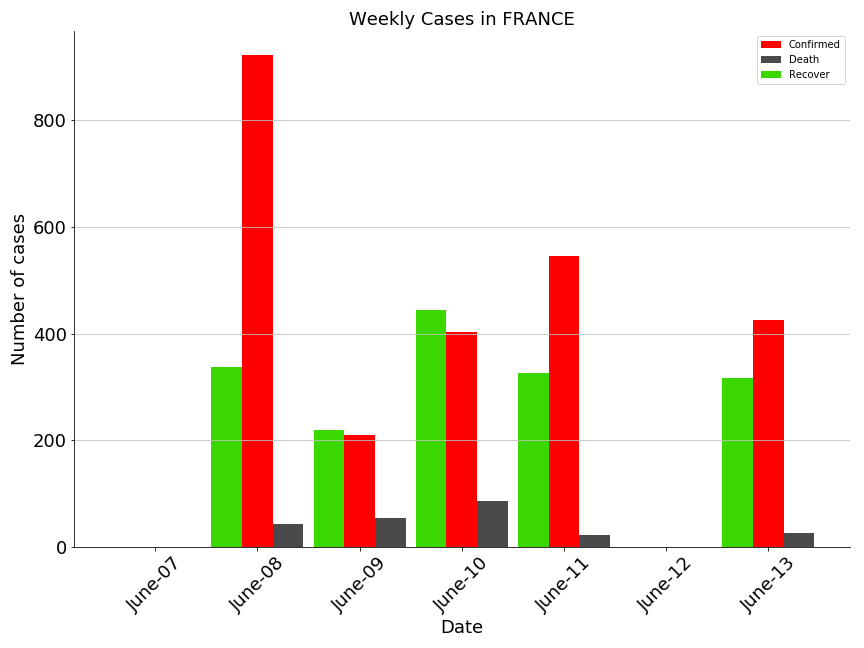 Weekly Cases in FRANCE
Confirmed
Death
Recover
Number of cases
800
600
400
200
0
June-07
June-08
June-09
June-10
June-11
June-12
June-13
Date